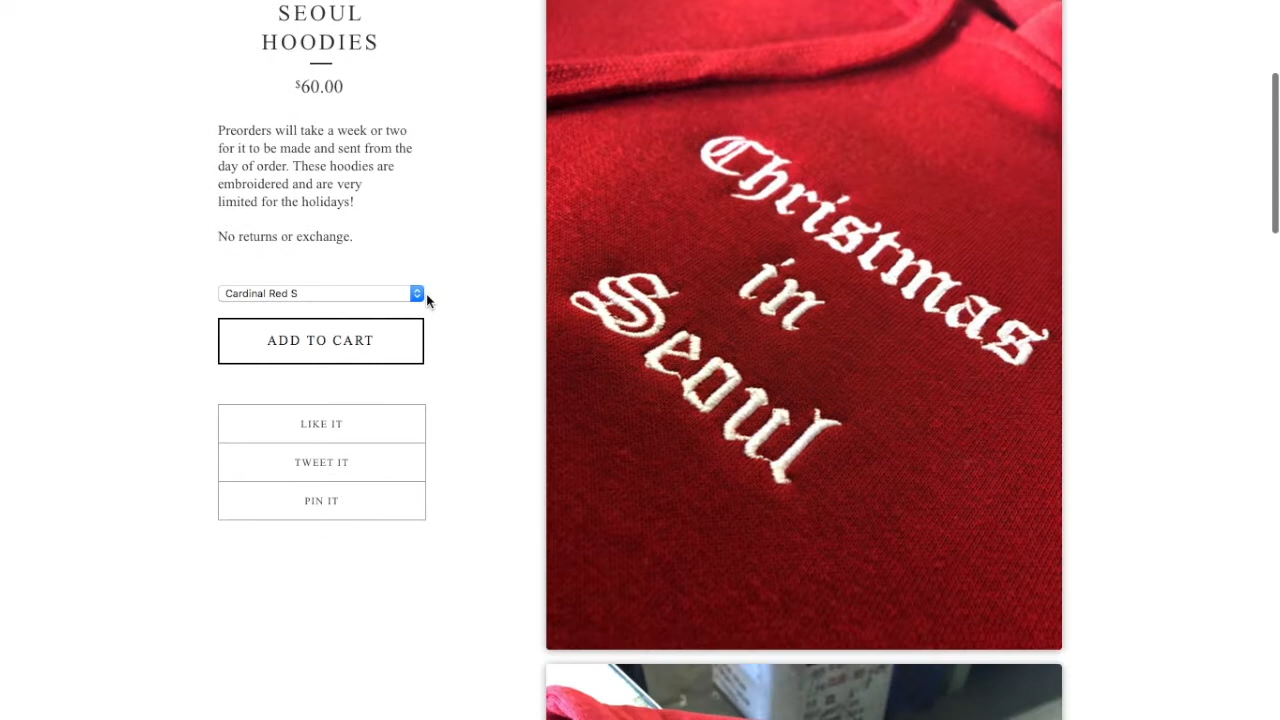 SEOUL
HOODIES
$60.00
Preorders will take a week or two
for it to be made and sent from the
day of order. These hoodies are
embroidered and are very
limited for the holidays!
No returns or exchange.
Cardinal Red S
ADD TO CART
LIKE IT
TWEET IT
PIN IT
Christmas
in
Seoul